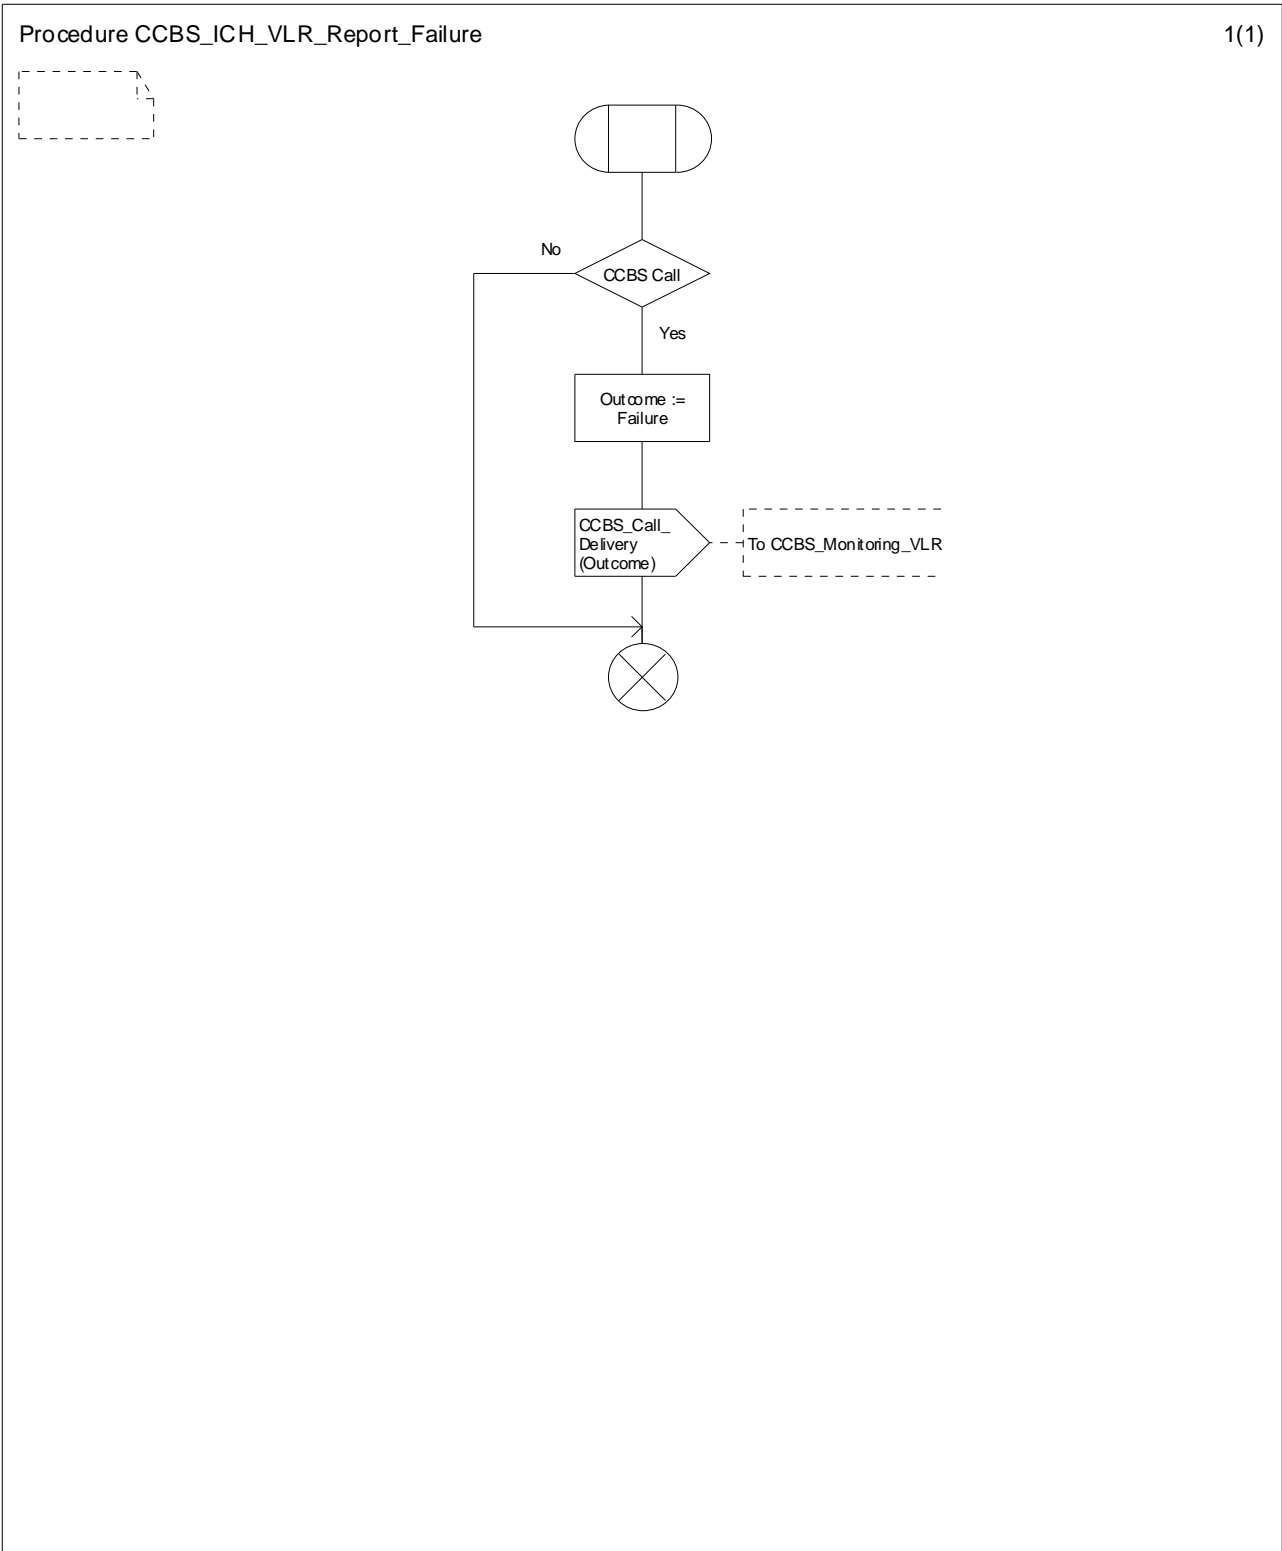 Procedure CCBS_ICH_VLR_Report_Failure
1(1)
No
CCBS Call
Yes
Outcome :=
Failure
CCBS_Call_
Delivery
(Outcome)
To CCBS_Monitoring_VLR